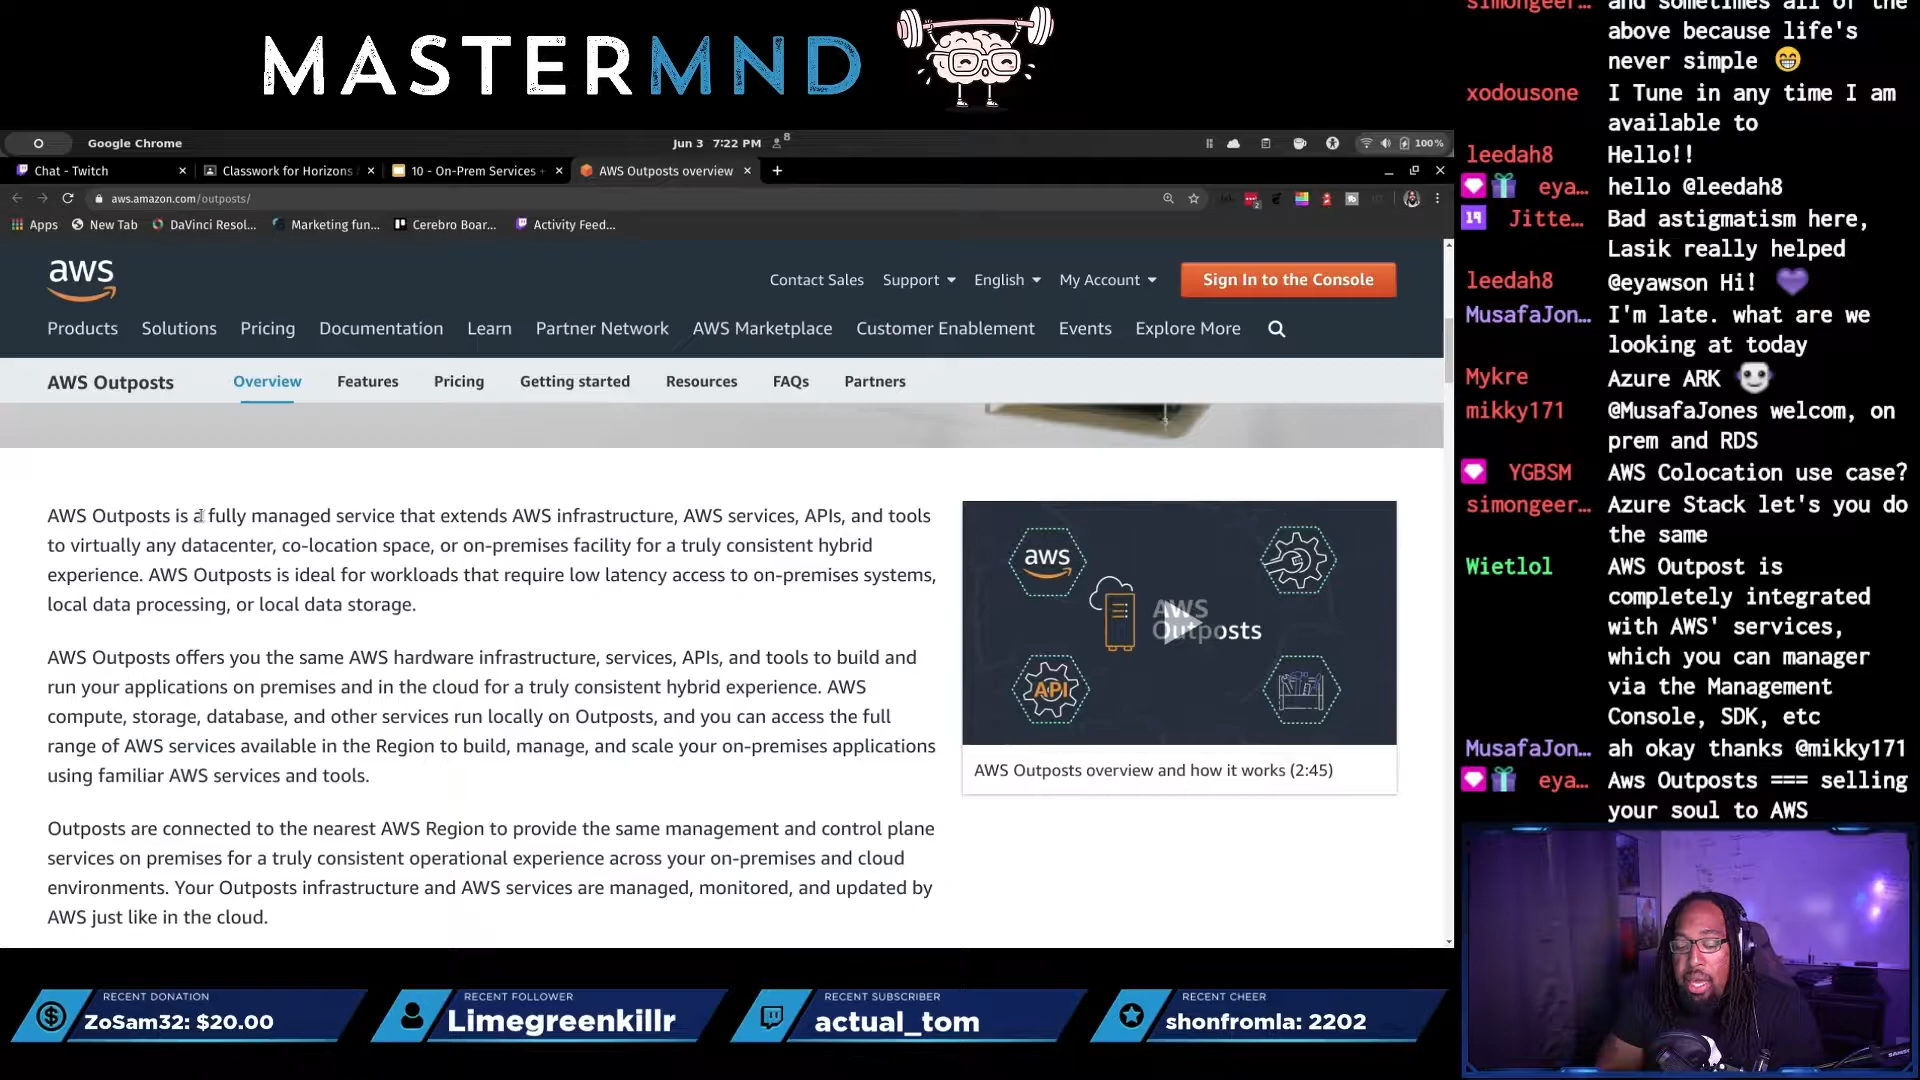 MASTERMND
Google Chrome
Jun 3 7:22 PM
8
100%
Chat - Twitch
Classwork for Horizons
10 - On-Prem Services +
AWS Outposts overview
aws.amazon.com/outposts/
Apps
New Tab
DaVinci Resol...
Marketing fun...
Cerebro Boar...
Activity Feed...
aws
Contact Sales
Support
English
My Account
Sign In to the Console
Products
Solutions
Pricing
Documentation
Learn
Partner Network
AWS Marketplace
Customer Enablement
Events
Explore More
AWS Outposts
Overview
Features
Pricing
Getting started
Resources
FAQs
Partners
AWS Outposts is a fully managed service that extends AWS infrastructure, AWS services, APIs, and tools
to virtually any datacenter, co-location space, or on-premises facility for a truly consistent hybrid
experience. AWS Outposts is ideal for workloads that require low latency access to on-premises systems,
local data processing, or local data storage.
AWS Outposts offers you the same AWS hardware infrastructure, services, APIs, and tools to build and
run your applications on premises and in the cloud for a truly consistent hybrid experience. AWS
compute, storage, database, and other services run locally on Outposts, and you can access the full
range of AWS services available in the Region to build, manage, and scale your on-premises applications
using familiar AWS services and tools.
Outposts are connected to the nearest AWS Region to provide the same management and control plane
services on premises for a truly consistent operational experience across your on-premises and cloud
environments. Your Outposts infrastructure and AWS services are managed, monitored, and updated by
AWS just like in the cloud.
aws
AWS
Outposts
API
AWS Outposts overview and how it works (2:45)
simongeer... and sometimes all of the
above because life's
never simple
xodousone I Tune in any time I am
available to
leedah8 Hello!!
eya... hello @leedah8
19 Jitte... Bad astigmatism here,
Lasik really helped
leedah8 @eyawson Hi!
MusafaJon... I'm late. what are we
looking at today
Mykre Azure ARK
mikky171 @MusafaJones welcom, on
prem and RDS
YGBSM AWS Colocation use case?
simongeer... Azure Stack let's you do
the same
Wietlol AWS Outpost is
completely integrated
with AWS' services,
which you can manager
via the Management
Console, SDK, etc
MusafaJon... ah okay thanks @mikky171
eya... Aws Outposts === selling
your soul to AWS
RECENT DONATION
ZoSam32: $20.00
RECENT FOLLOWER
Limegreenkillr
RECENT SUBSCRIBER
actual_tom
RECENT CHEER
shonfromla: 2202